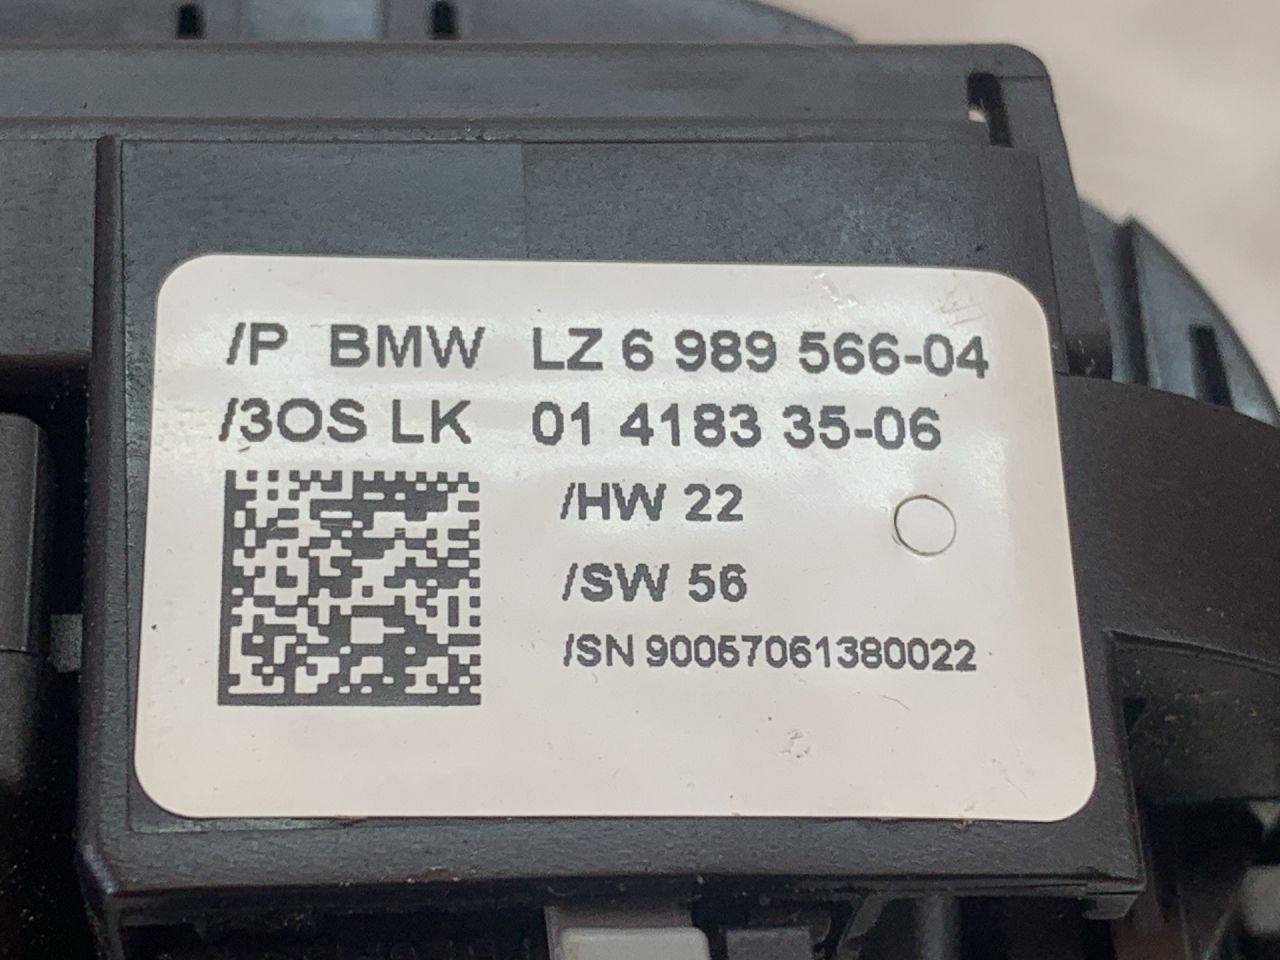 /P BMW LZ 6 989 566-04
/3OS LK 01 4183 35-06
/HW 22
/SW 56
/SN 90057061380022